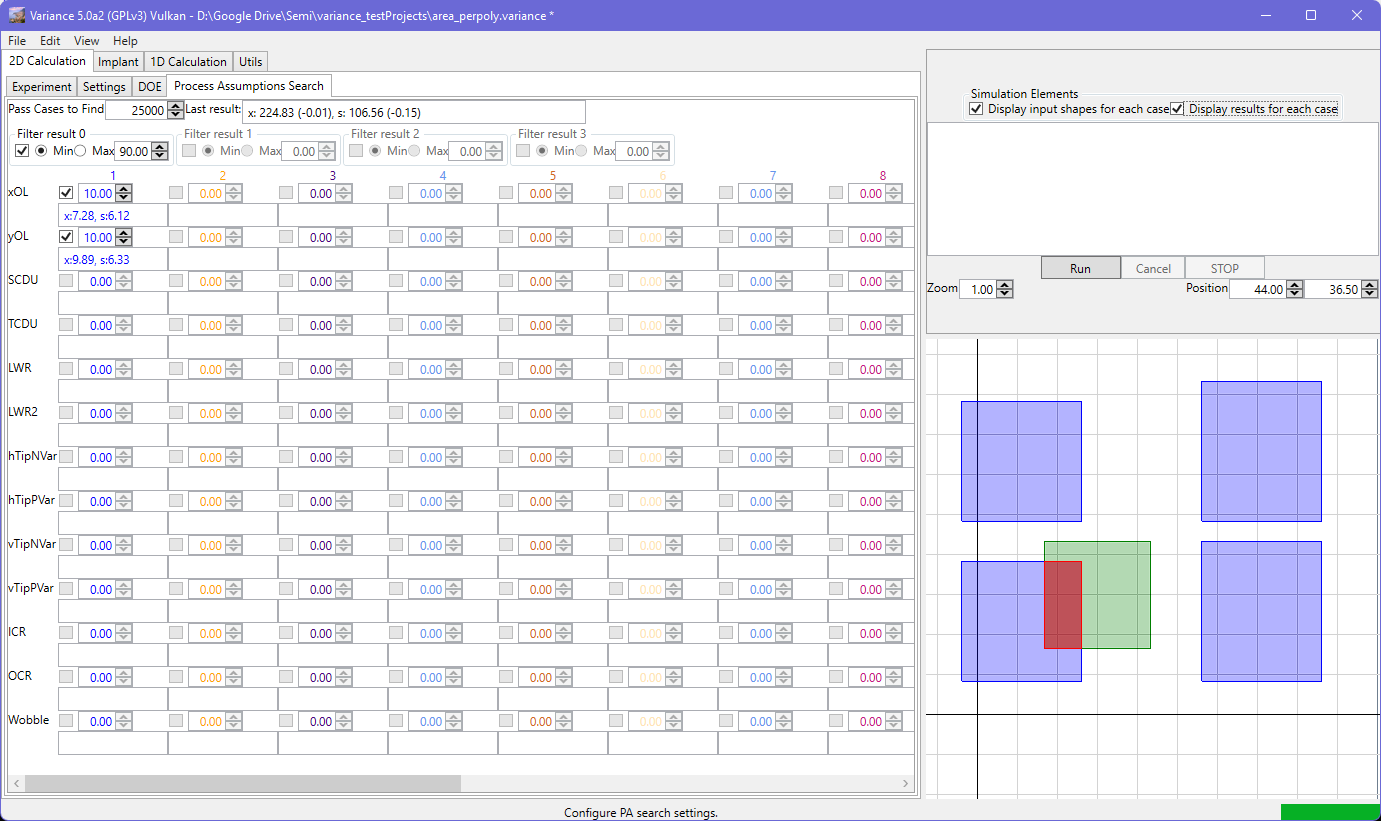 Variance 5.0a2 (GPLv3) Vulkan - D:\Google Drive\Semi\variance_testProjects\area_perpoly.variance *
File Edit View Help
2D Calculation Implant 1D Calculation Utils
Experiment Settings DOE Process Assumptions Search
Pass Cases to Find 25000 Last result: x: 224.83 (-0.01), s: 106.56 (-0.15)
Filter result 0 Filter result 1 Filter result 2 Filter result 3
Min Max 90.00 Min Max 0.00 Min Max 0.00 Min Max 0.00
1 2 3 4 5 6 7 8
xOL 10.00 0.00 0.00 0.00 0.00 0.00 0.00 0.00
x:7.28, s:6.12
yOL 10.00 0.00 0.00 0.00 0.00 0.00 0.00 0.00
x:9.89, s:6.33
SCDU 0.00 0.00 0.00 0.00 0.00 0.00 0.00 0.00
TCDU 0.00 0.00 0.00 0.00 0.00 0.00 0.00 0.00
LWR 0.00 0.00 0.00 0.00 0.00 0.00 0.00 0.00
LWR2 0.00 0.00 0.00 0.00 0.00 0.00 0.00 0.00
hTipNVar 0.00 0.00 0.00 0.00 0.00 0.00 0.00 0.00
hTipPVar 0.00 0.00 0.00 0.00 0.00 0.00 0.00 0.00
vTipNVar 0.00 0.00 0.00 0.00 0.00 0.00 0.00 0.00
vTipPVar 0.00 0.00 0.00 0.00 0.00 0.00 0.00 0.00
ICR 0.00 0.00 0.00 0.00 0.00 0.00 0.00 0.00
OCR 0.00 0.00 0.00 0.00 0.00 0.00 0.00 0.00
Wobble 0.00 0.00 0.00 0.00 0.00 0.00 0.00 0.00
Simulation Elements
Display input shapes for each case Display results for each case
Run Cancel STOP
Zoom 1.00 Position 44.00 36.50
Configure PA search settings.